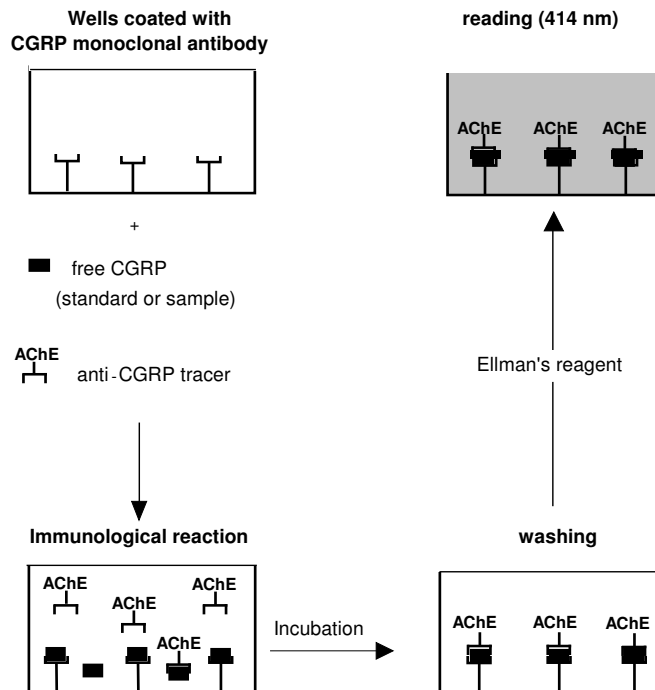 Wells coated with
CGRP monoclonal antibody
+
free CGRP
(standard or sample)
AChE
anti-CGRP tracer
Immunological reaction
AChE
AChE
AChE
AChE
Incubation
washing
AChE
AChE
AChE
Ellman's reagent
reading (414 nm)
AChE
AChE
AChE